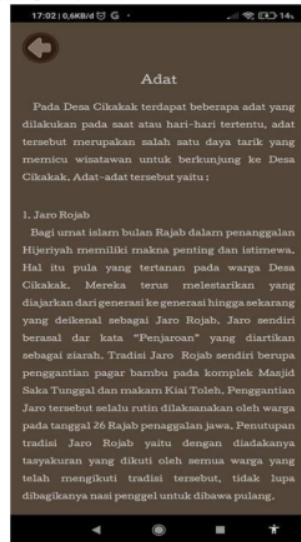 17:02 | 0,6KB/d G
14%
Adat
Pada Desa Cikakak terdapat beberapa adat yang
dilakukan pada saat atau hari-hari tertentu, adat
tersebut merupakan salah satu daya tarik yang
memicu wisatawan untuk berkunjung ke Desa
Cikakak. Adat-adat tersebut yaitu :
1. Jaro Rojab
Bagi umat islam bulan Rajab dalam penanggalan
Hijeriyah memiliki makna penting dan istimewa.
Hal itu pula yang tertanan pada warga Desa
Cikakak. Mereka terus melestarikan yang
diajarkan dari generasi ke generasi hingga sekarang
yang deikenal sebagai Jaro Rojab. Jaro sendiri
berasal dar kata “Penjaroan” yang diartikan
sebagai ziarah. Tradisi Jaro Rojab sendiri berupa
penggantian pagar bambu pada komplek Masjid
Saka Tunggal dan makam Kiai Toleh. Penggantian
Jaro tersebut selalu rutin dilaksanakan oleh warga
pada tanggal 26 Rajab penaggalan jawa. Penutupan
tradisi Jaro Rojab yaitu dengan diadakanya
tasyakuran yang dikuti oleh semua warga yang
telah mengikuti tradisi tersebut, tidak lupa
dibagikanya nasi penggel untuk dibawa pulang.